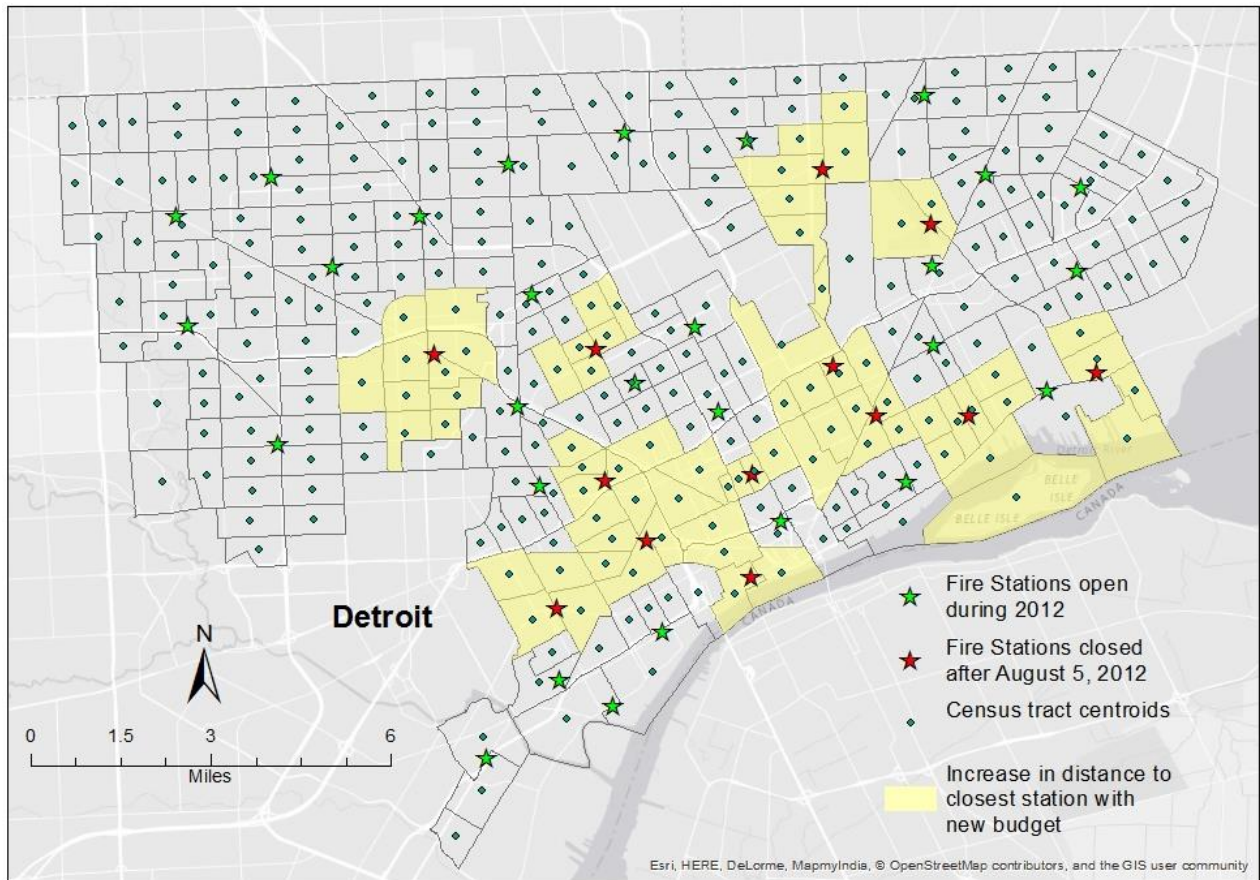 Detroit River
BELLE
ISLE
BELLE ISLE
CANADA
CANADA
Detroit
N
0 1.5 3 6
Miles
Fire Stations open
during 2012
Fire Stations closed
after August 5, 2012
Census tract centroids
Increase in distance to
closest station with
new budget
Esri, HERE, DeLorme, MapmyIndia, © OpenStreetMap contributors, and the GIS user community